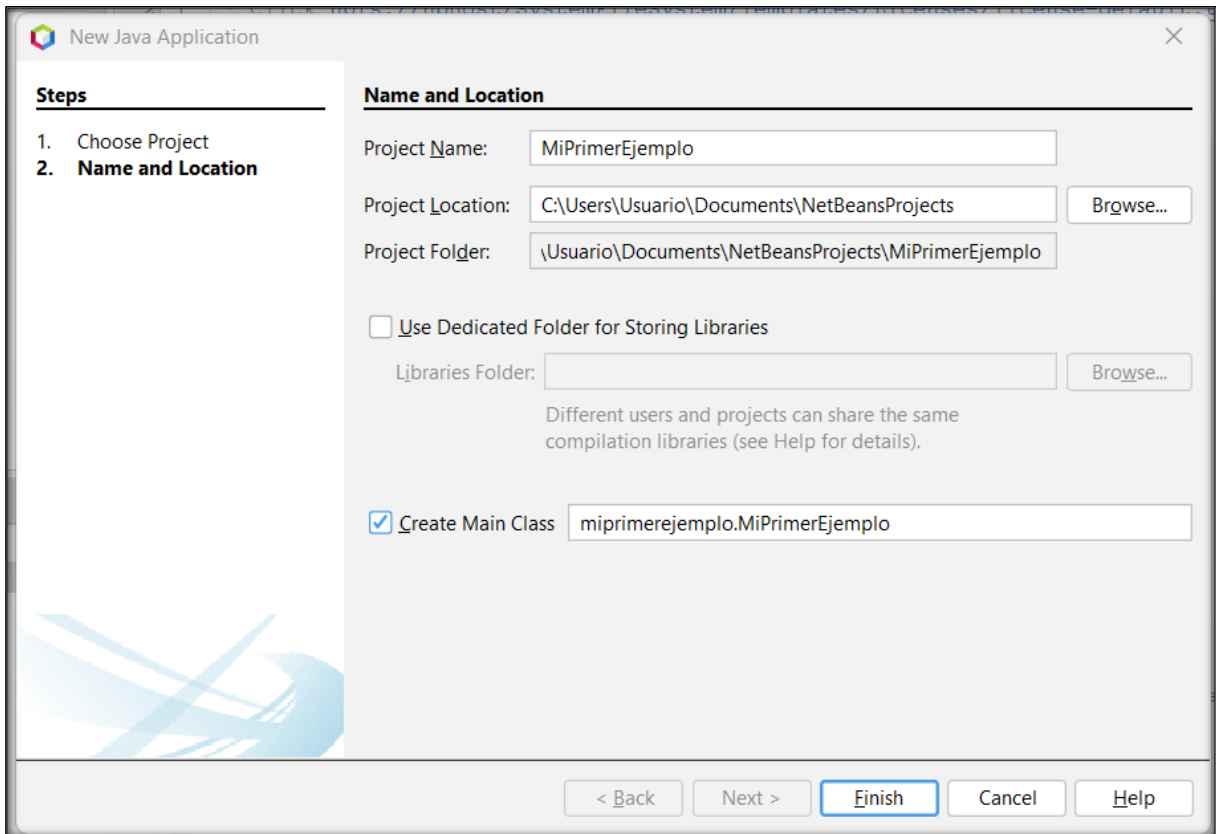 New Java Application
Steps
1. Choose Project
2. Name and Location
Name and Location
Project Name: MiPrimerEjemplo
Project Location: C:\Users\Usuario\Documents\NetBeansProjects Browse...
Project Folder: \Usuario\Documents\NetBeansProjects\MiPrimerEjemplo
Use Dedicated Folder for Storing Libraries
Libraries Folder: Browse...
Different users and projects can share the same
compilation libraries (see Help for details).
Create Main Class miprimerejemplo.MiPrimerEjemplo
< Back Next > Finish Cancel Help